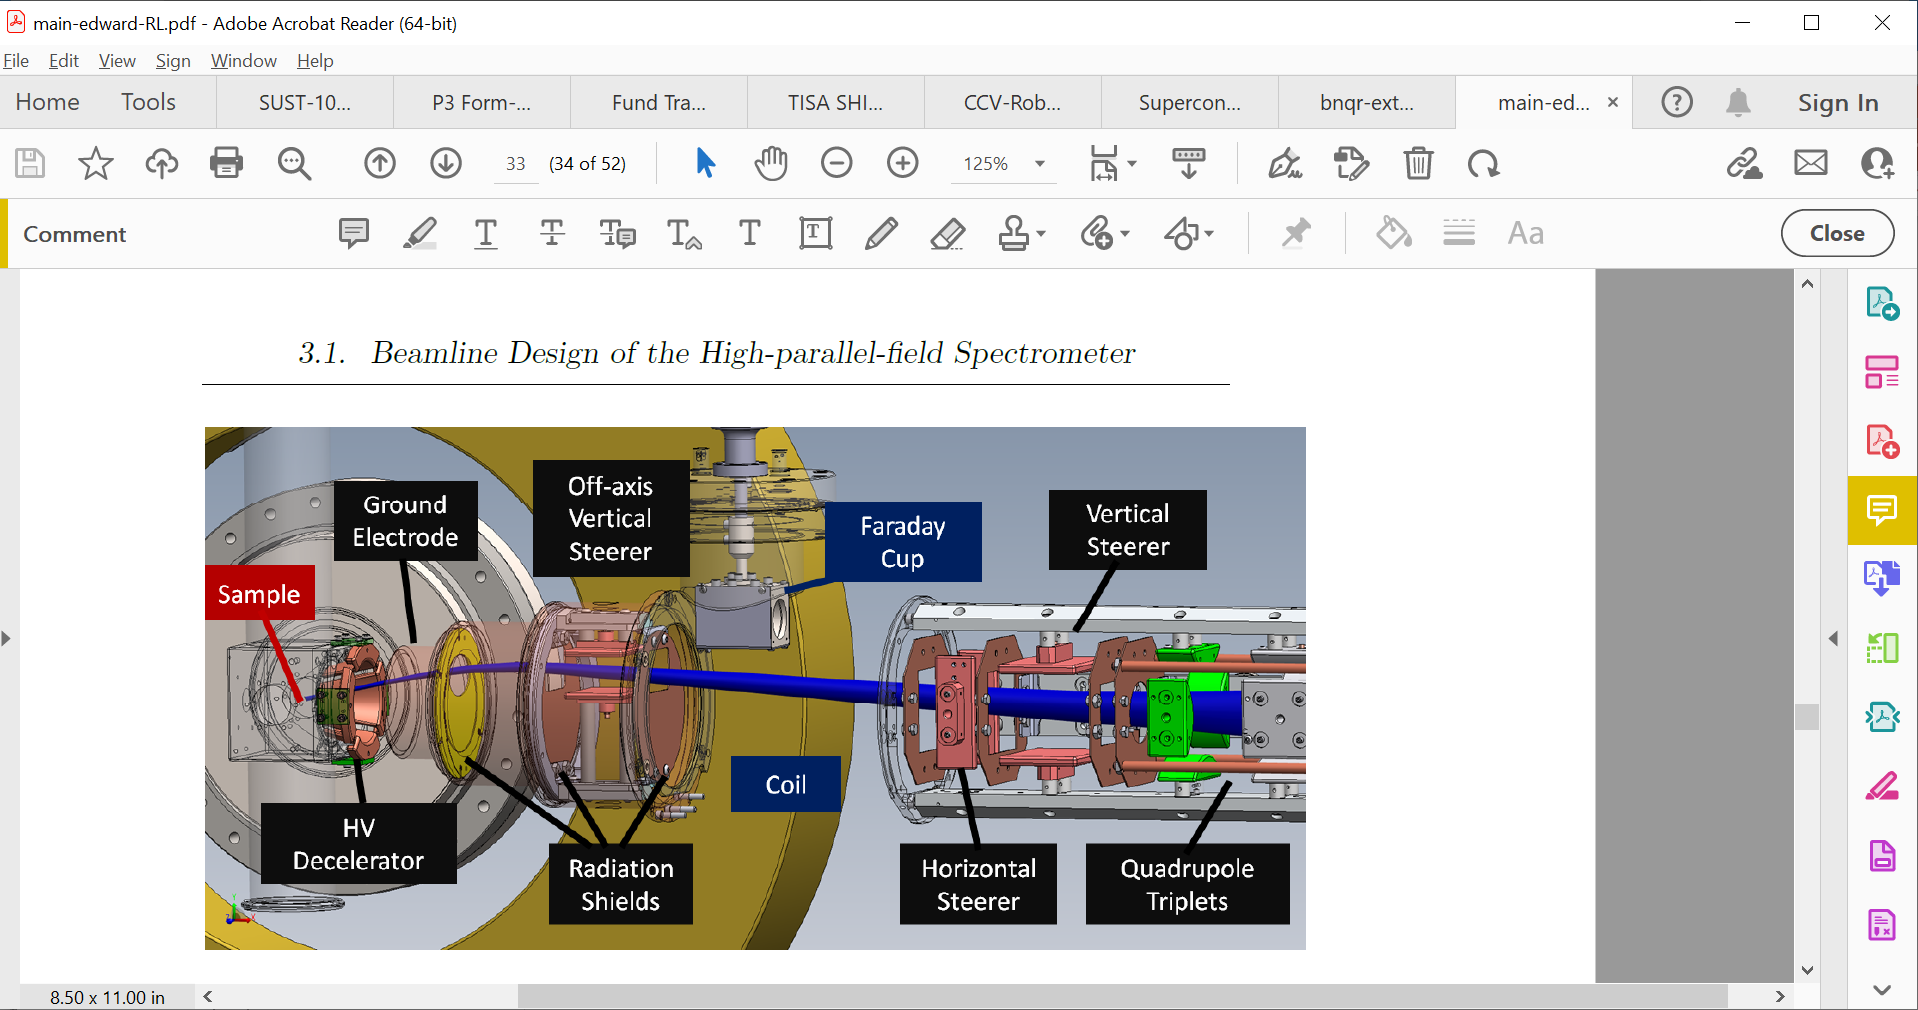 main-edward-RL.pdf - Adobe Acrobat Reader (64-bit)
File Edit View Sign Window Help
Home Tools SUST-10... P3 Form-... Fund Tra... TISA SHI... CCV-Rob... Supercon... bnqr-ext... main-ed... × ? Sign In
33 (34 of 52) 125%
Comment T T T T T T Aa Close
3.1. Beamline Design of the High-parallel-field Spectrometer
Ground
Electrode
Off-axis
Vertical
Steerer
Faraday
Cup
Vertical
Steerer
Sample
Coil
HV
Decelerator
Radiation
Shields
Horizontal
Steerer
Quadrupole
Triplets
8.50 x 11.00 in